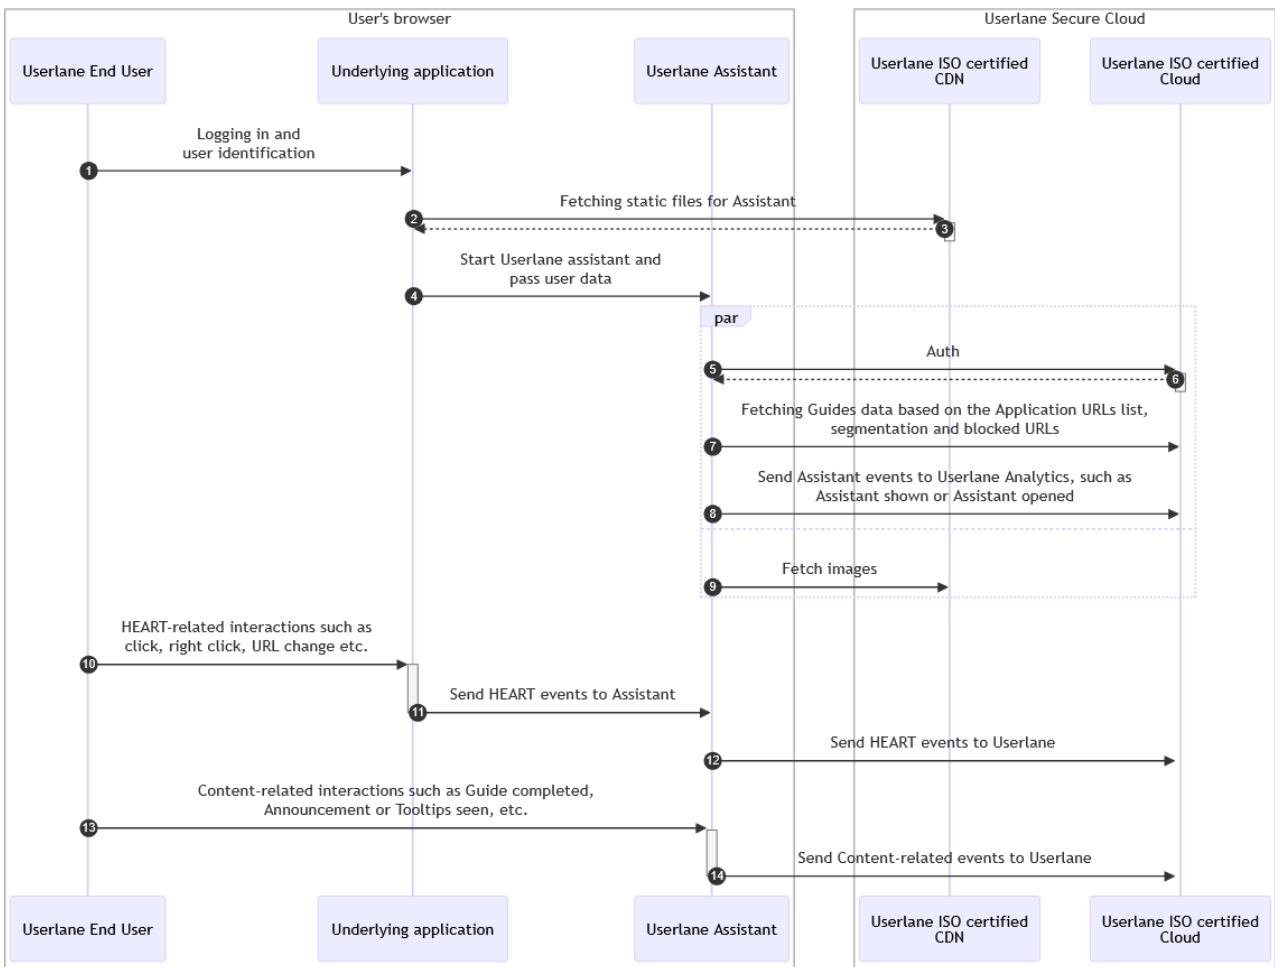 User's browser
Userlane Secure Cloud
Userlane End User
Underlying application
Userlane Assistant
Userlane ISO certified
CDN
Userlane ISO certified
Cloud
Logging in and
user identification
1
Fetching static files for Assistant
2
3
Start Userlane assistant and
pass user data
4
par
Auth
5
6
Fetching Guides data based on the Application URLs list,
segmentation and blocked URLs
7
Send Assistant events to Userlane Analytics, such as
Assistant shown or Assistant opened
8
Fetch images
9
HEART-related interactions such as
click, right click, URL change etc.
10
Send HEART events to Assistant
11
Send HEART events to Userlane
12
Content-related interactions such as Guide completed,
Announcement or Tooltips seen, etc.
13
Send Content-related events to Userlane
14
Userlane End User
Underlying application
Userlane Assistant
Userlane ISO certified
CDN
Userlane ISO certified
Cloud